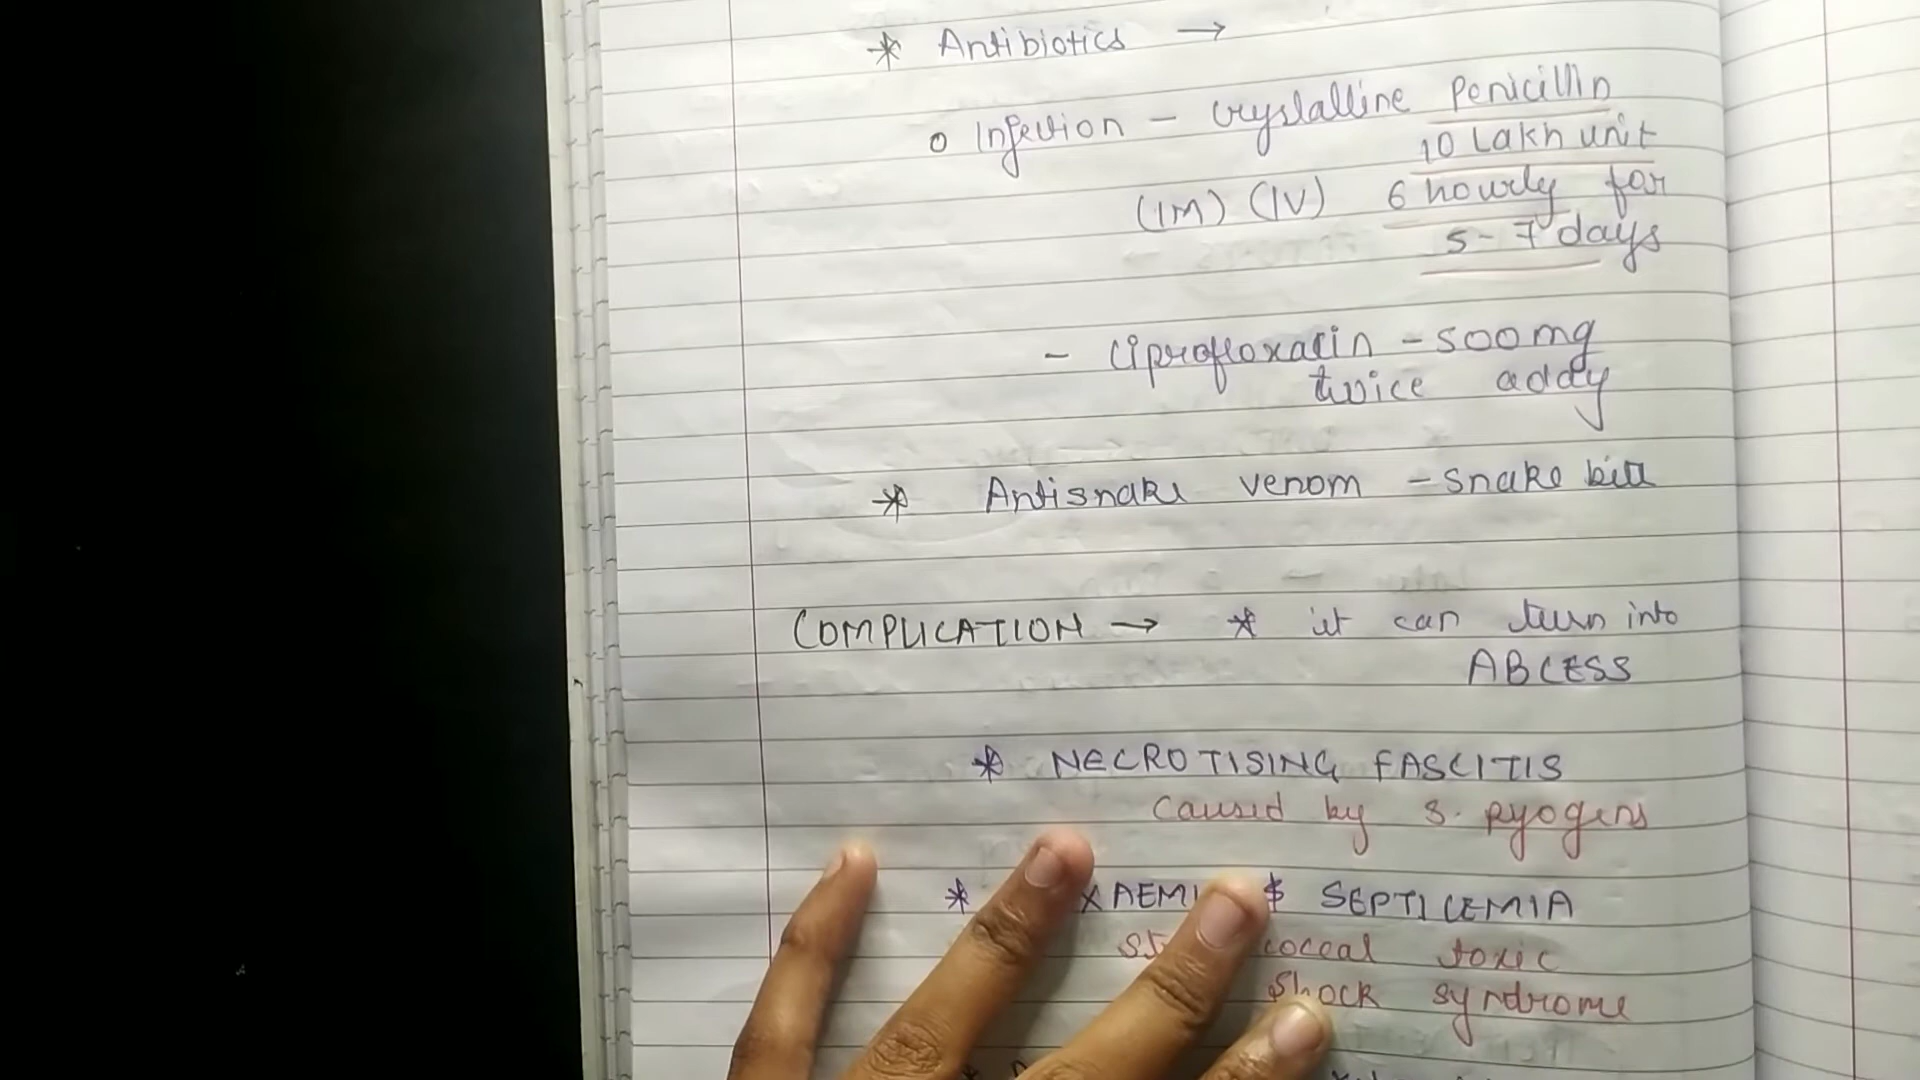 * Antibiotics →
o Infection - crystalline Penicillin
10 Lakh unit
(IM) (IV) 6 hourly for
5-7 days
- Ciprofloxacin - 500mg
twice a day
* Antisnake venom - snake bite
COMPLICATION → * it can turn into
ABCESS
* NECROTISING FASCITIS
caused by S. pyogens
* SEPTICEMIA
toxic
shock syndrome